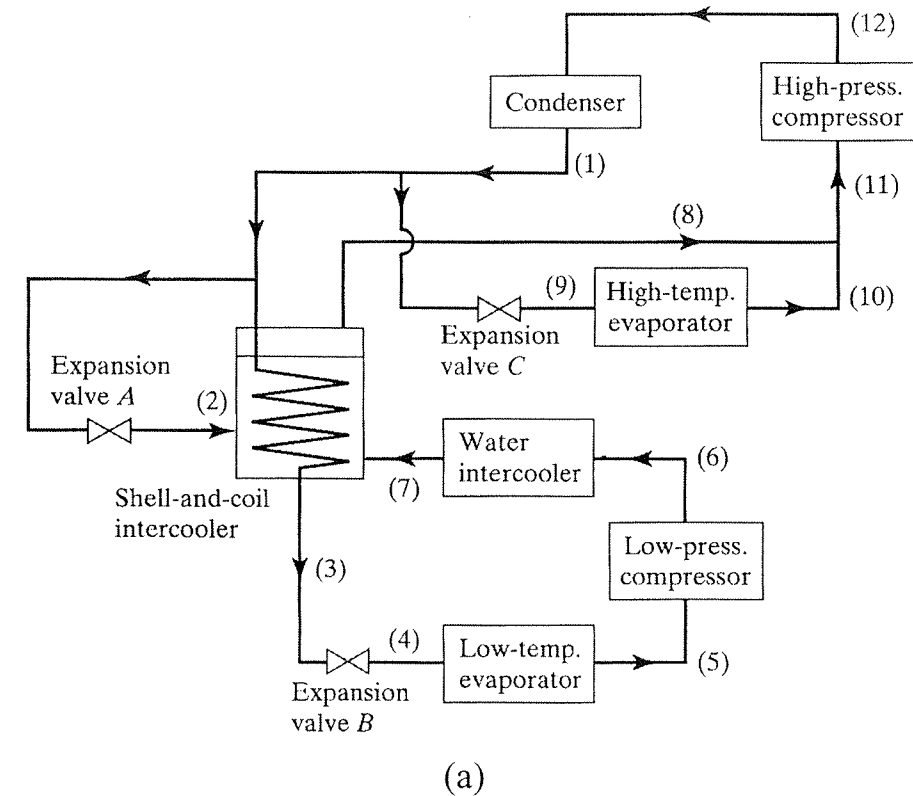 (12)
High-press.
compressor
Condenser
(1)
(11)
(8)
(9)
High-temp.
evaporator
(10)
Expansion
valve C
Expansion
valve A
(2)
Water
intercooler
(6)
(7)
Shell-and-coil
intercooler
Low-press.
compressor
(3)
(4)
Low-temp.
evaporator
(5)
Expansion
valve B
(a)